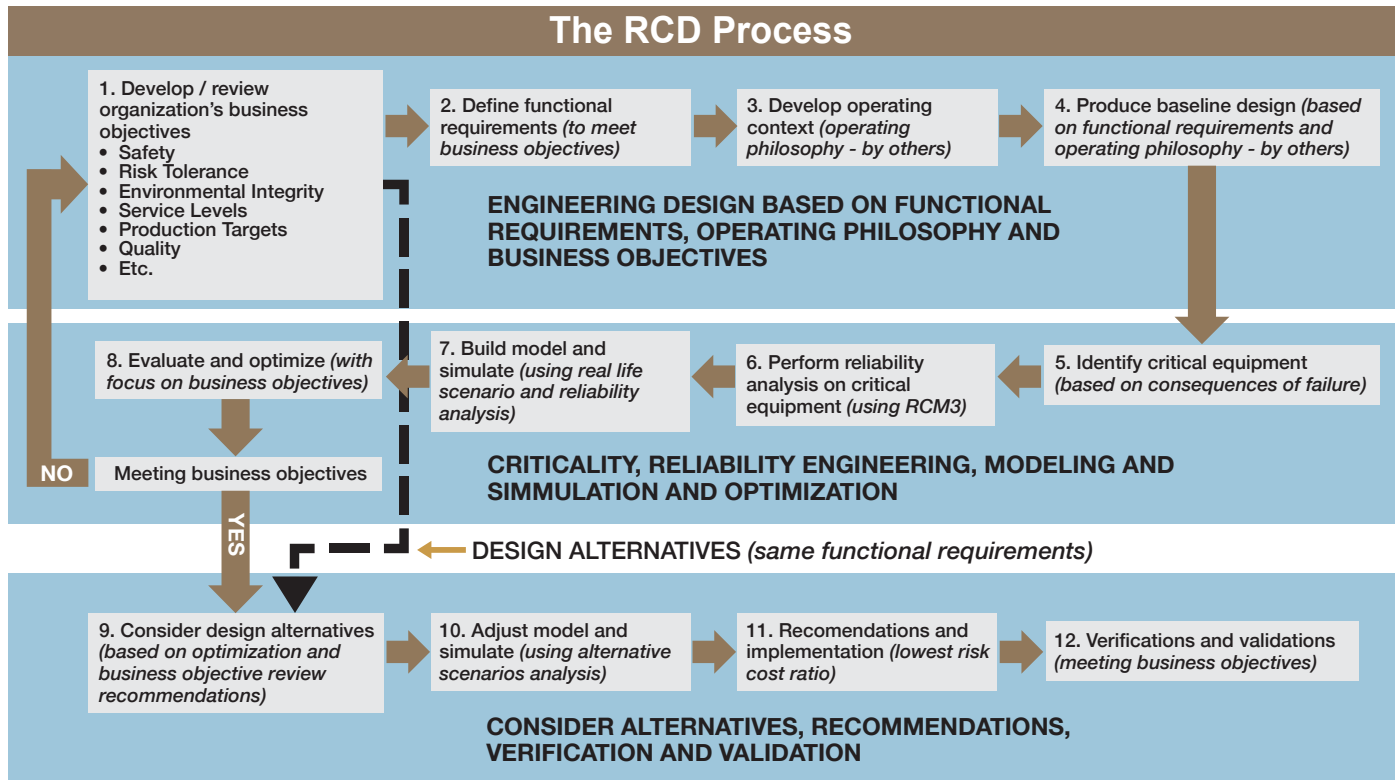 The RCD Process
1. Develop / review
organization's business
objectives
• Safety
• Risk Tolerance
• Environmental Integrity
• Service Levels
• Production Targets
• Quality
• Etc.
2. Define functional
requirements (to meet
business objectives)
3. Develop operating
context (operating
philosophy - by others)
4. Produce baseline design (based
on functional requirements and
operating philosophy - by others)
ENGINEERING DESIGN BASED ON FUNCTIONAL
REQUIREMENTS, OPERATING PHILOSOPHY AND
BUSINESS OBJECTIVES
5. Identify critical equipment
(based on consequences of failure)
6. Perform reliability
analysis on critical
equipment (using RCM3)
7. Build model and
simulate (using real life
scenario and reliability
analysis)
8. Evaluate and optimize (with
focus on business objectives)
Meeting business objectives
NO
YES
CRITICALITY, RELIABILITY ENGINEERING, MODELING AND
SIMMULATION AND OPTIMIZATION
DESIGN ALTERNATIVES (same functional requirements)
9. Consider design alternatives
(based on optimization and
business objective review
recommendations)
10. Adjust model and
simulate (using alternative
scenarios analysis)
11. Recomendations and
implementation (lowest risk
cost ratio)
12. Verifications and validations
(meeting business objectives)
CONSIDER ALTERNATIVES, RECOMMENDATIONS,
VERIFICATION AND VALIDATION